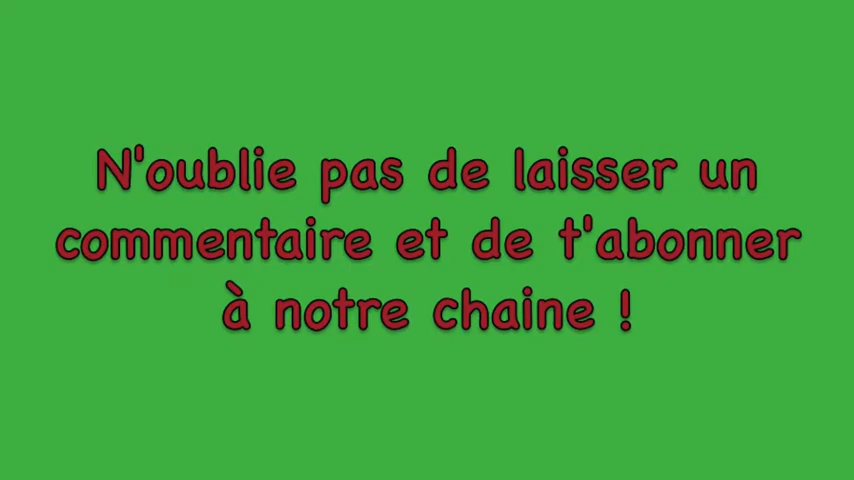 N'oublie pas de laisser un
commentaire et de t'abonner
à notre chaine !